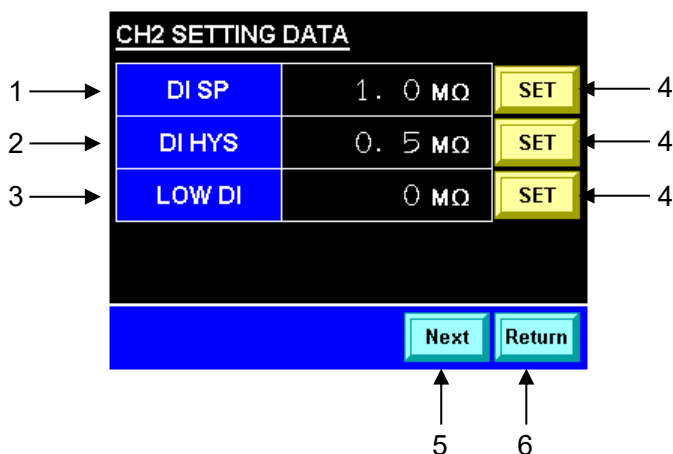 CH2 SETTING DATA
1 DI SP 1. 0 MΩ SET 4
2 DI HYS 0. 5 MΩ SET 4
3 LOW DI 0 MΩ SET 4
Next Return
5 6